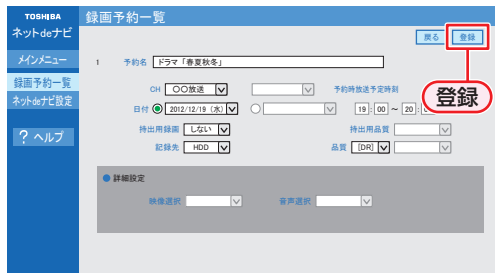 TOSHIBA
ネットdeナビ
メインメニュー
録画予約一覧
ネットdeナビ設定
? ヘルプ
録画予約一覧
戻る 登録
登録
1 予約名 ドラマ「春夏秋冬」
CH 〇〇放送 予約時放送予定時刻
日付 2012/12/19 (水) 19 : 00 ~ 20 :
持出用録画 しない 持出用品質
記録先 HDD 品質 [DR]
詳細設定
映像選択 音声選択